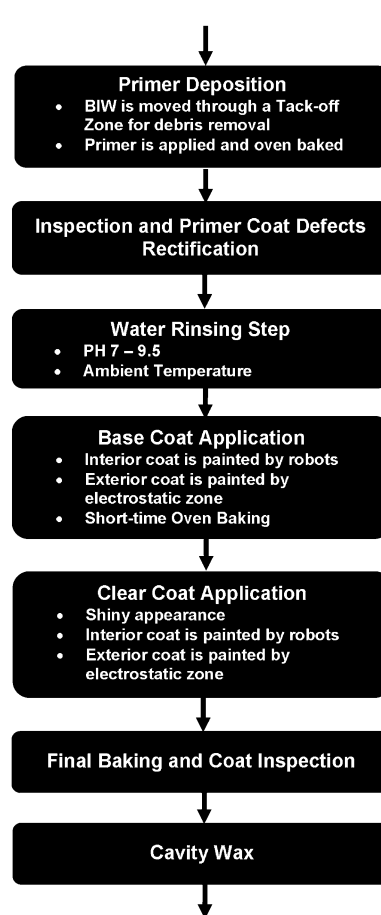 Primer Deposition
• BIW is moved through a Tack-off
Zone for debris removal
• Primer is applied and oven baked
Inspection and Primer Coat Defects
Rectification
Water Rinsing Step
• PH 7 – 9.5
• Ambient Temperature
Base Coat Application
• Interior coat is painted by robots
• Exterior coat is painted by
electrostatic zone
• Short-time Oven Baking
Clear Coat Application
• Shiny appearance
• Interior coat is painted by robots
• Exterior coat is painted by
electrostatic zone
Final Baking and Coat Inspection
Cavity Wax